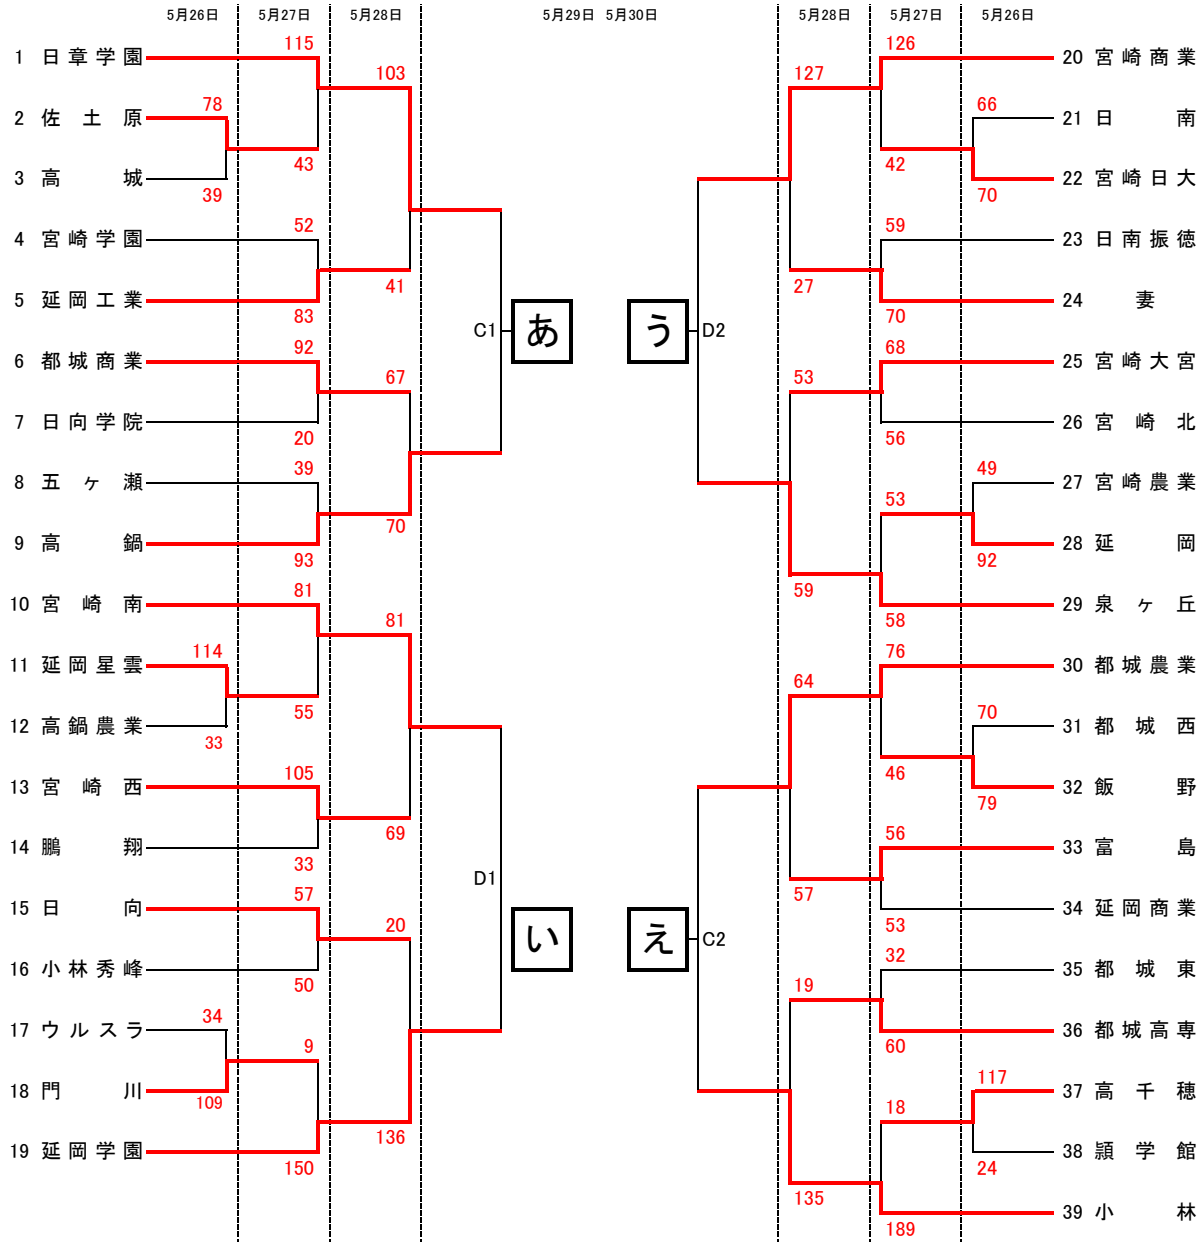 5月26日 5月27日 5月28日 5月29日 5月30日 5月28日 5月27日 5月26日
1 日章学園 115 126 20 宮崎商業
103 127
2 佐土原 78 66 21 日南
43 42
3 高城 39 70 22 宮崎日大
4 宮崎学園 52 59 23 日南振徳
41 27
5 延岡工業 83 70 24 妻
C1 あ う D2
6 都城商業 92 68 25 宮崎大宮
67 53
7 日向学院 20 56 26 宮崎北
8 五ヶ瀬 39 49 27 宮崎農業
70 53
9 高鍋 93 92 28 延岡
59
10 宮崎南 81 58 29 泉ヶ丘
81
11 延岡星雲 114 76 30 都城農業
55 64
12 高鍋農業 33 70 31 都城西
46
13 宮崎西 105 79 32 飯野
69
14 鵬翔 33 56 33 富島
D1 57
15 日向 57 53 34 延岡商業
20 い え C2
16 小林秀峰 50 32 35 都城東
19
17 ウルスラ 34 60 36 都城高専
9
18 門川 109 117 37 高千穂
136 18
19 延岡学園 150 24 38 頴学館
135
189 39 小林